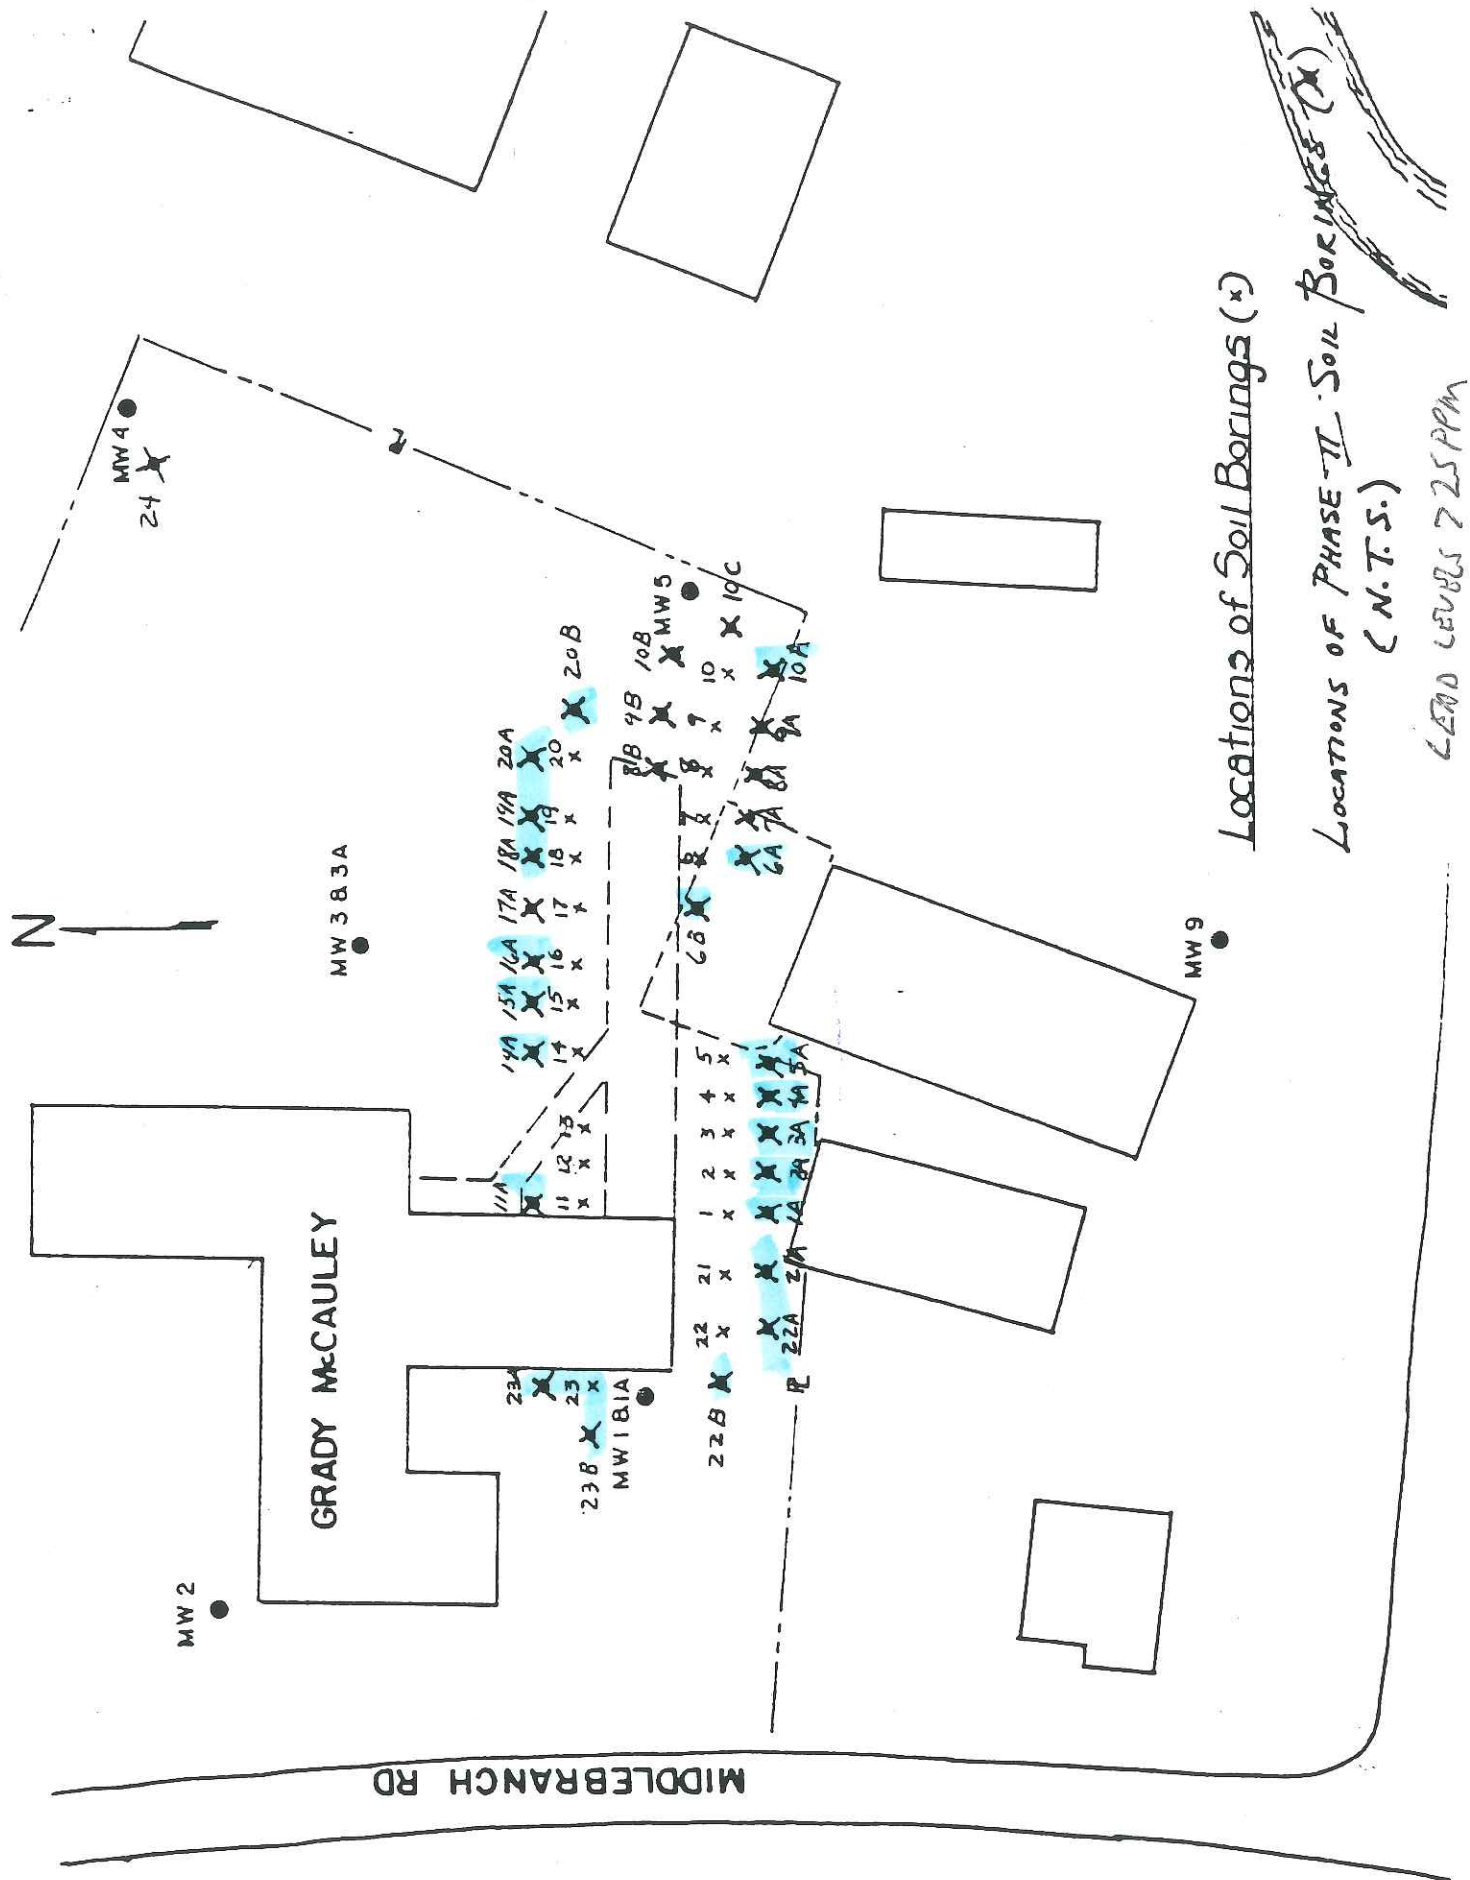 N
MW 2
GRADY McCAULEY
MW 3 & 3A
MW 4
24
MIDDLEBRANCH RD
23A
23
23B
MW 1 & 1A
11A
11
12
13
14A
15A
16A
17A
18A
19A
20A
14
15
16
17
18
19
20
20B
22B
22
21
1
2
3
4
5
6B
6
7
8
9
10
8B
9B
10B
MW 5
10C
PL
22A
21A
1A
2A
3A
4A
5A
6A
7A
8A
9A
10A
MW 9
Locations of Soil Borings (x)
LOCATIONS OF PHASE-II SOIL BORINGS (X)
(N.T.S.)
LEAD LEVELS > 25 PPM